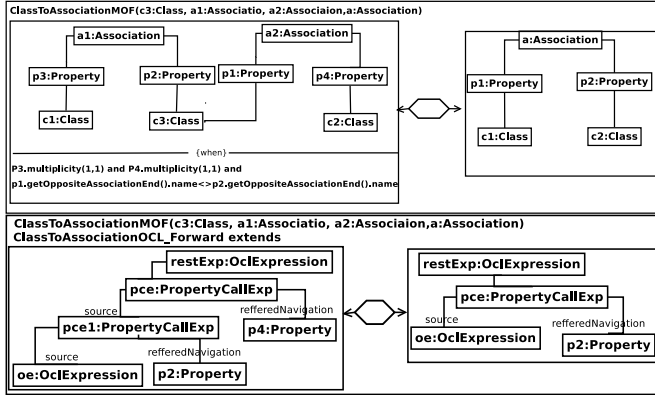 ClassToAssociationMOF(c3:Class, a1:Associatio, a2:Associaion,a:Association)
a1:Association
a2:Association
p3:Property
p2:Property
p1:Property
p4:Property
c1:Class
c3:Class
c2:Class
{when}
P3.multiplicity(1,1) and P4.multiplicity(1,1) and
p1.getOppositeAssociationEnd().name<>p2.getOppositeAssociationEnd().name
a:Association
p1:Property
p2:Property
c1:Class
c2:Class
ClassToAssociationMOF(c3:Class, a1:Associatio, a2:Associaion,a:Association)
ClassToAssociationOCL_Forward extends
restExp:OclExpression
pce:PropertyCallExp
source
refferedNavigation
pce1:PropertyCallExp
p4:Property
source
refferedNavigation
oe:OclExpression
p2:Property
restExp:OclExpression
pce:PropertyCallExp
source
refferedNavigation
oe:OclExpression
p2:Property